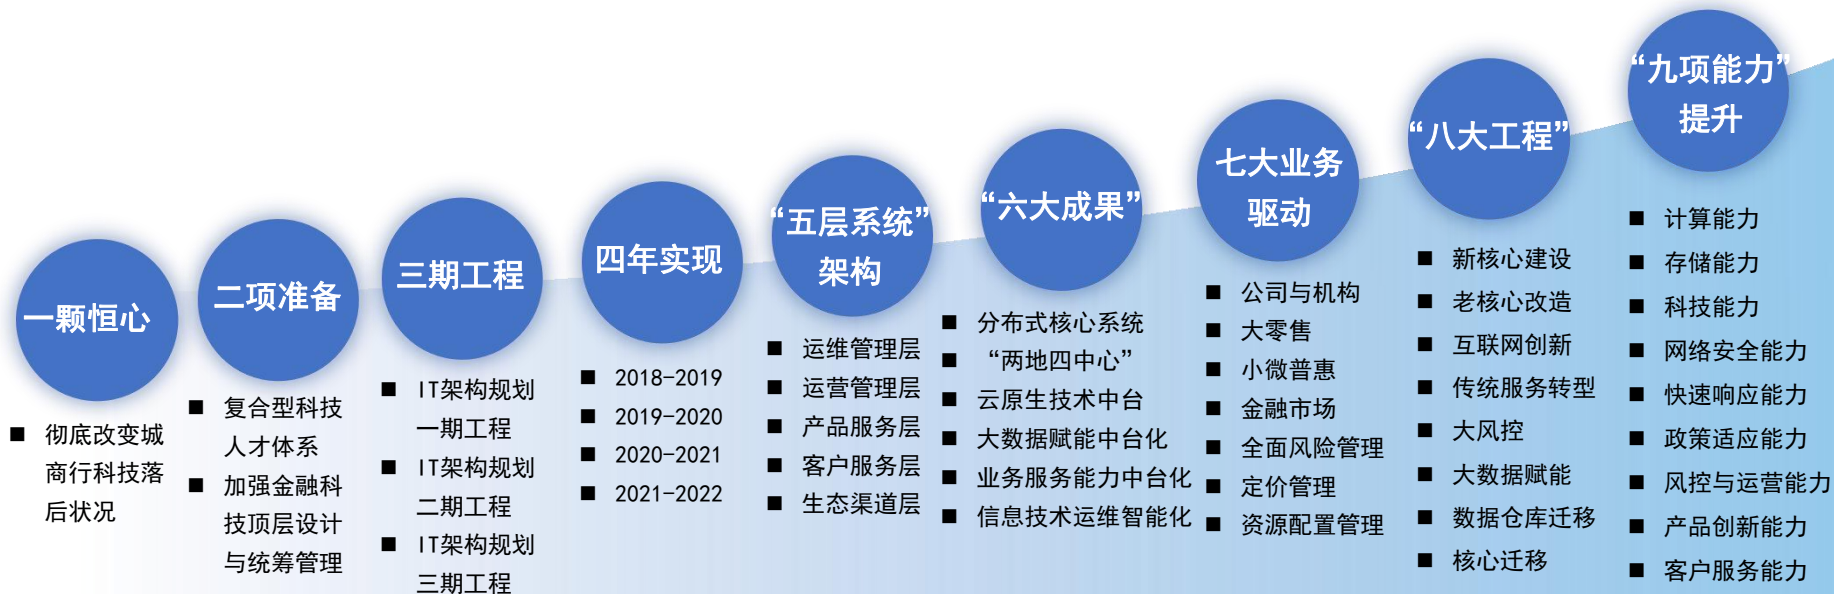 一颗恒心
■ 彻底改变城
商行科技落
后状况
二项准备
■ 复合型科技
人才体系
■ 加强金融科
技顶层设计
与统筹管理
三期工程
■ IT架构规划
一期工程
■ IT架构规划
二期工程
■ IT架构规划
三期工程
四年实现
■ 2018-2019
■ 2019-2020
■ 2020-2021
■ 2021-2022
“五层系统”
架构
■ 运维管理层
■ 运营管理层
■ 产品服务层
■ 客户服务层
■ 生态渠道层
“六大成果”
■ 分布式核心系统
■ “两地四中心”
■ 云原生技术中台
■ 大数据赋能中台化
■ 业务服务能力中台化
■ 信息技术运维智能化
七大业务
驱动
■ 公司与机构
■ 大零售
■ 小微普惠
■ 金融市场
■ 全面风险管理
■ 定价管理
■ 资源配置管理
“八大工程”
■ 新核心建设
■ 老核心改造
■ 互联网创新
■ 传统服务转型
■ 大风控
■ 大数据赋能
■ 数据仓库迁移
■ 核心迁移
“九项能力”
提升
■ 计算能力
■ 存储能力
■ 科技能力
■ 网络安全能力
■ 快速响应能力
■ 政策适应能力
■ 风控与运营能力
■ 产品创新能力
■ 客户服务能力